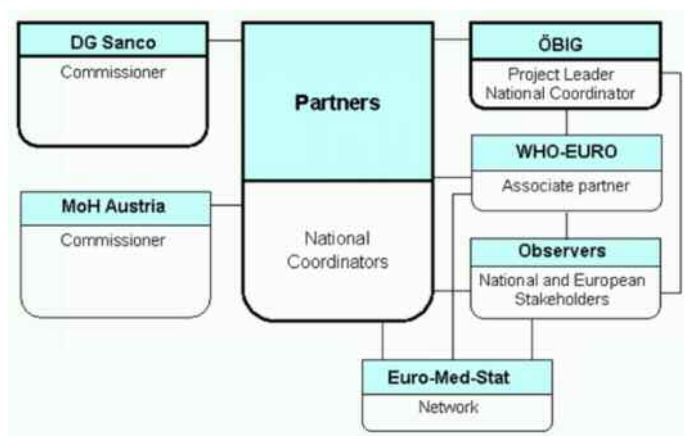 DG Sanco
Commissioner
Partners
National
Coordinators
ÖBIG
Project Leader
National Coordinator
WHO-EURO
Associate partner
MoH Austria
Commissioner
Observers
National and European
Stakeholders
Euro-Med-Stat
Network